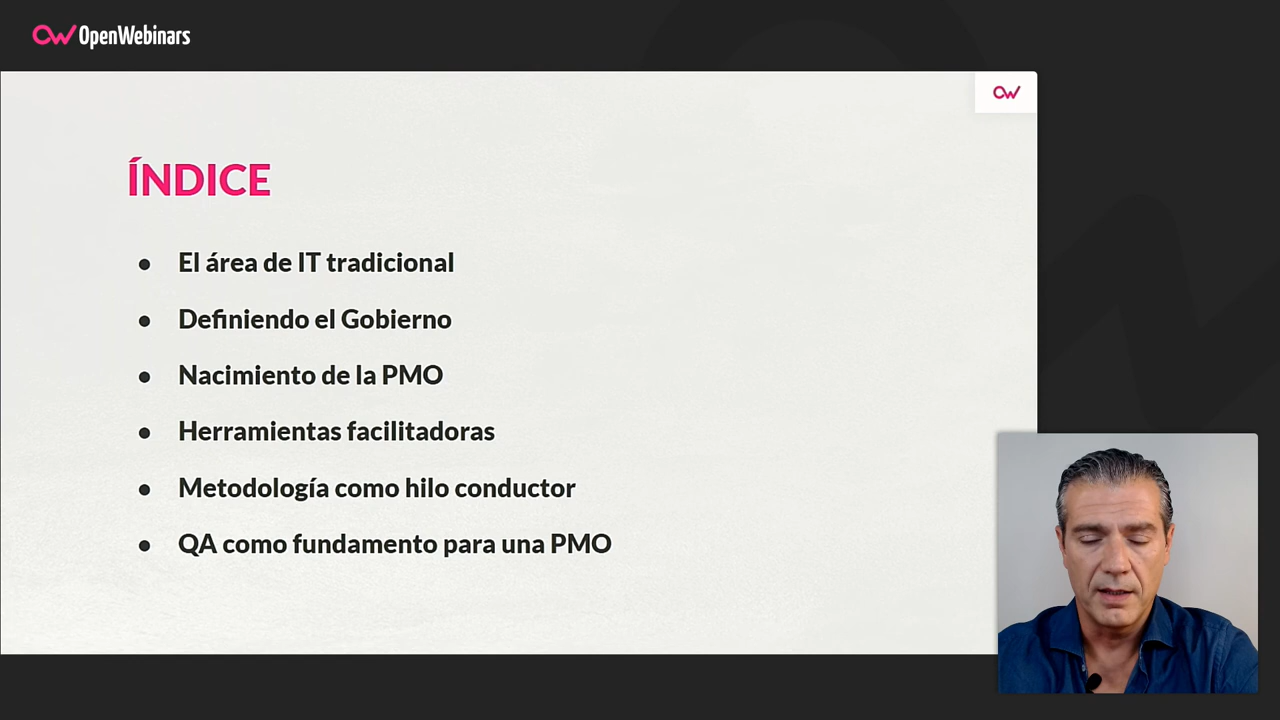 OpenWebinars
ÍNDICE
● El área de IT tradicional
● Definiendo el Gobierno
● Nacimiento de la PMO
● Herramientas facilitadoras
● Metodología como hilo conductor
● QA como fundamento para una PMO